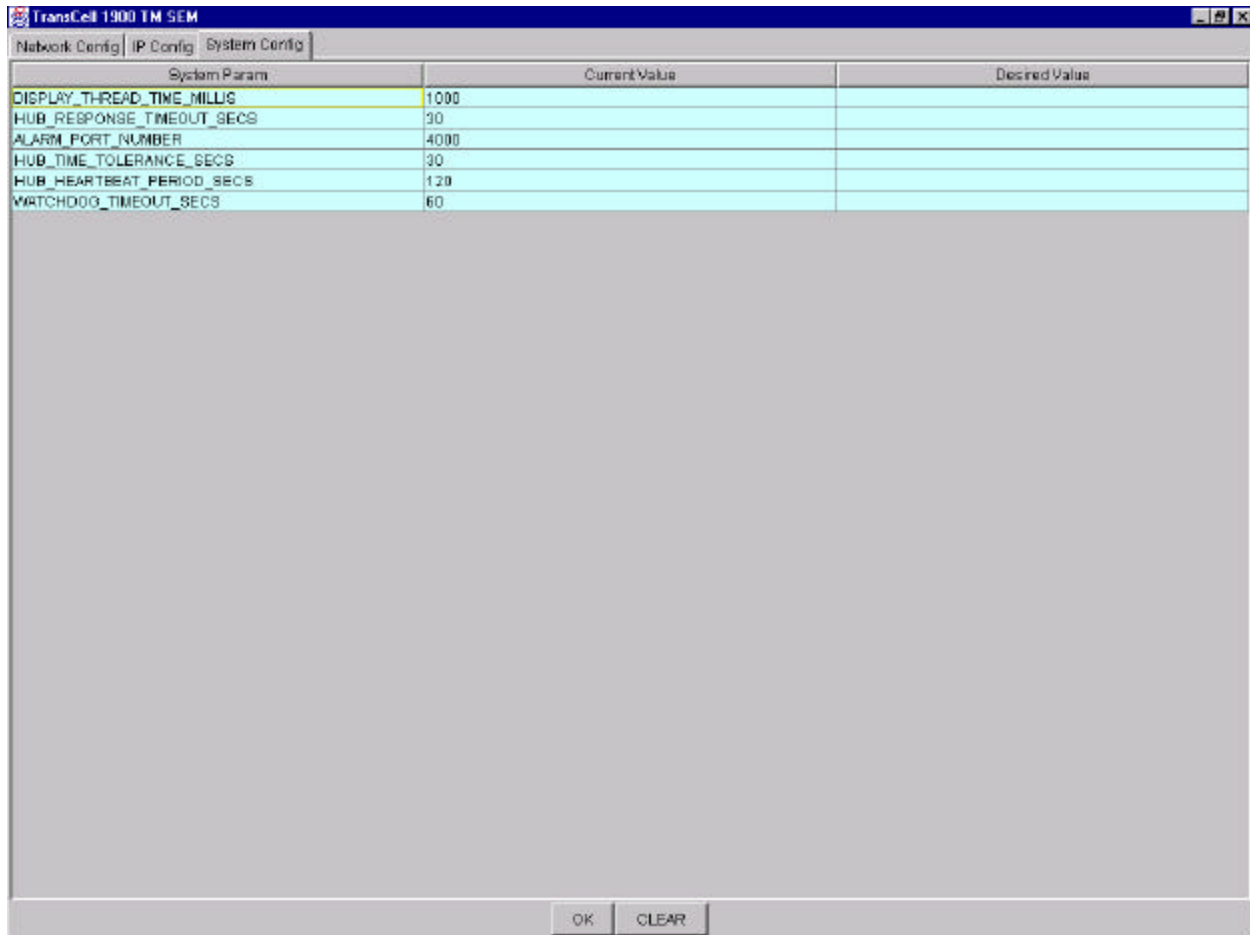 TransCell 1900 TM SEM
Network Config IP Config System Config
System Param Current Value Desired Value
DISPLAY_THREAD_TIME_MILLIS 1000
HUB_RESPONSE_TIMEOUT_SECS 30
ALARM_PORT_NUMBER 4000
HUB_TIME_TOLERANCE_SECS 30
HUB_HEARTBEAT_PERIOD_SECS 120
WATCHDOG_TIMEOUT_SECS 60
OK CLEAR